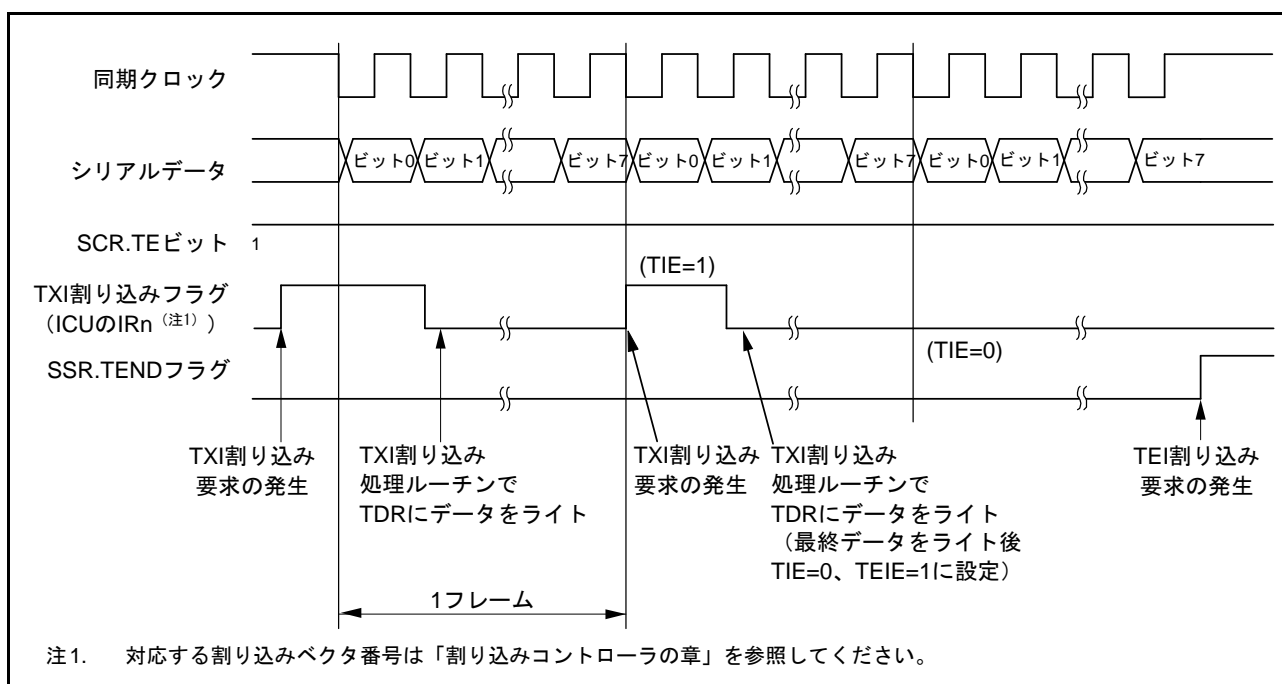 同期クロック
シリアルデータ
ビット0 ビット1 ビット7 ビット0 ビット1 ビット7 ビット0 ビット1 ビット7
SCR.TEビット 1
TXI割り込みフラグ
(ICUのIRn (注1) )
(TIE=1)
SSR.TENDフラグ
(TIE=0)
TXI割り込み
要求の発生
TXI割り込み
処理ルーチンで
TDRにデータをライト
TXI割り込み
要求の発生
TXI割り込み
処理ルーチンで
TDRにデータをライト
(最終データをライト後
TIE=0、TEIE=1に設定)
TEI割り込み
要求の発生
1フレーム
注1. 対応する割り込みベクタ番号は「割り込みコントローラの章」を参照してください。